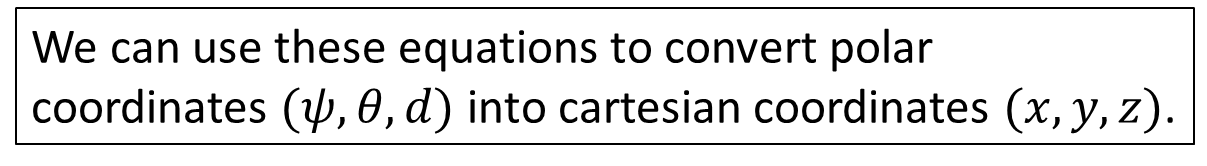 We can use these equations to convert polar
coordinates (𝜓, 𝜃, 𝑑) into cartesian coordinates (𝑥, 𝑦, 𝑧).